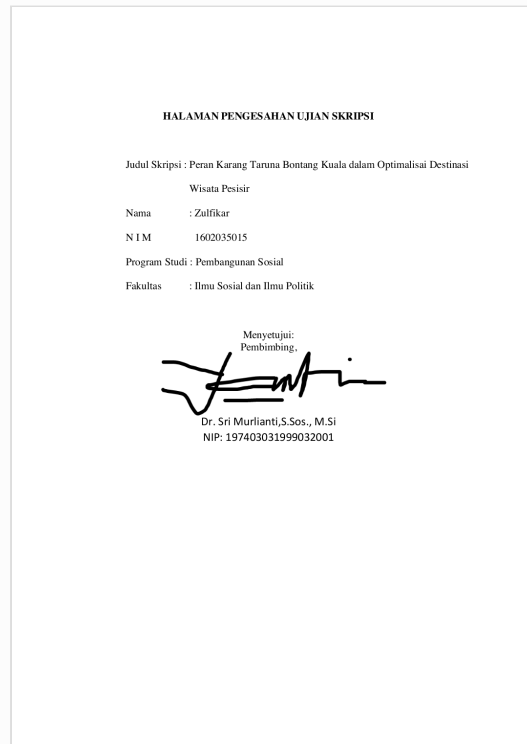 HALAMAN PENGESAHAN UJIAN SKRIPSI
Judul Skripsi : Peran Karang Taruna Bontang Kuala dalam Optimalisai Destinasi
Wisata Pesisir
Nama : Zulfikar
N I M 1602035015
Program Studi : Pembangunan Sosial
Fakultas : Ilmu Sosial dan Ilmu Politik
Menyetujui:
Pembimbing,
Dr. Sri Murlianti,S.Sos., M.Si
NIP: 197403031999032001